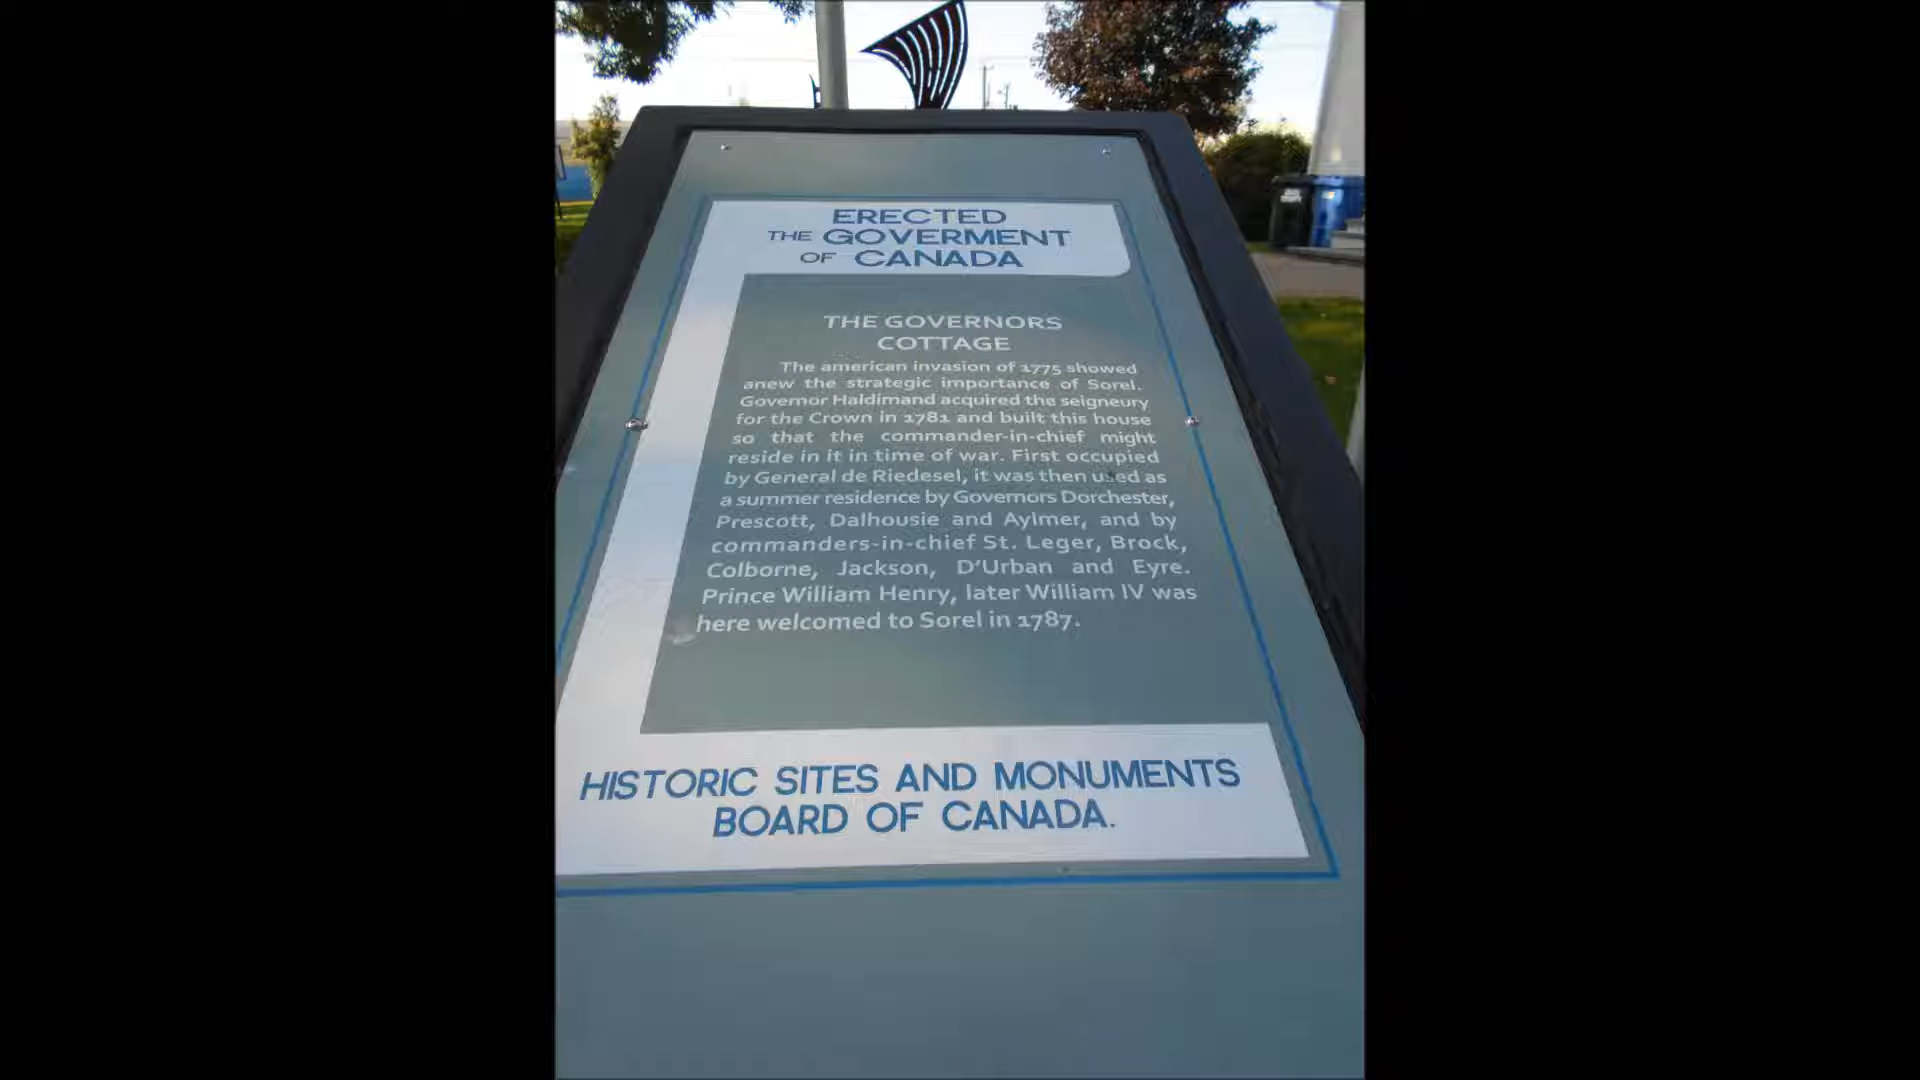 ERECTED
THE GOVERMENT
OF CANADA
THE GOVERNORS
COTTAGE
The american invasion of 1775 showed
anew the strategic importance of Sorel.
Governor Haldimand acquired the seigneury
for the Crown in 1781 and built this house
so that the commander-in-chief might
reside in it in time of war. First occupied
by General de Riedesel, it was then used as
a summer residence by Governors Dorchester,
Prescott, Dalhousie and Aylmer, and by
commanders-in-chief St. Leger, Brock,
Colborne, Jackson, D'Urban and Eyre.
Prince William Henry, later William IV was
here welcomed to Sorel in 1787.
HISTORIC SITES AND MONUMENTS
BOARD OF CANADA.